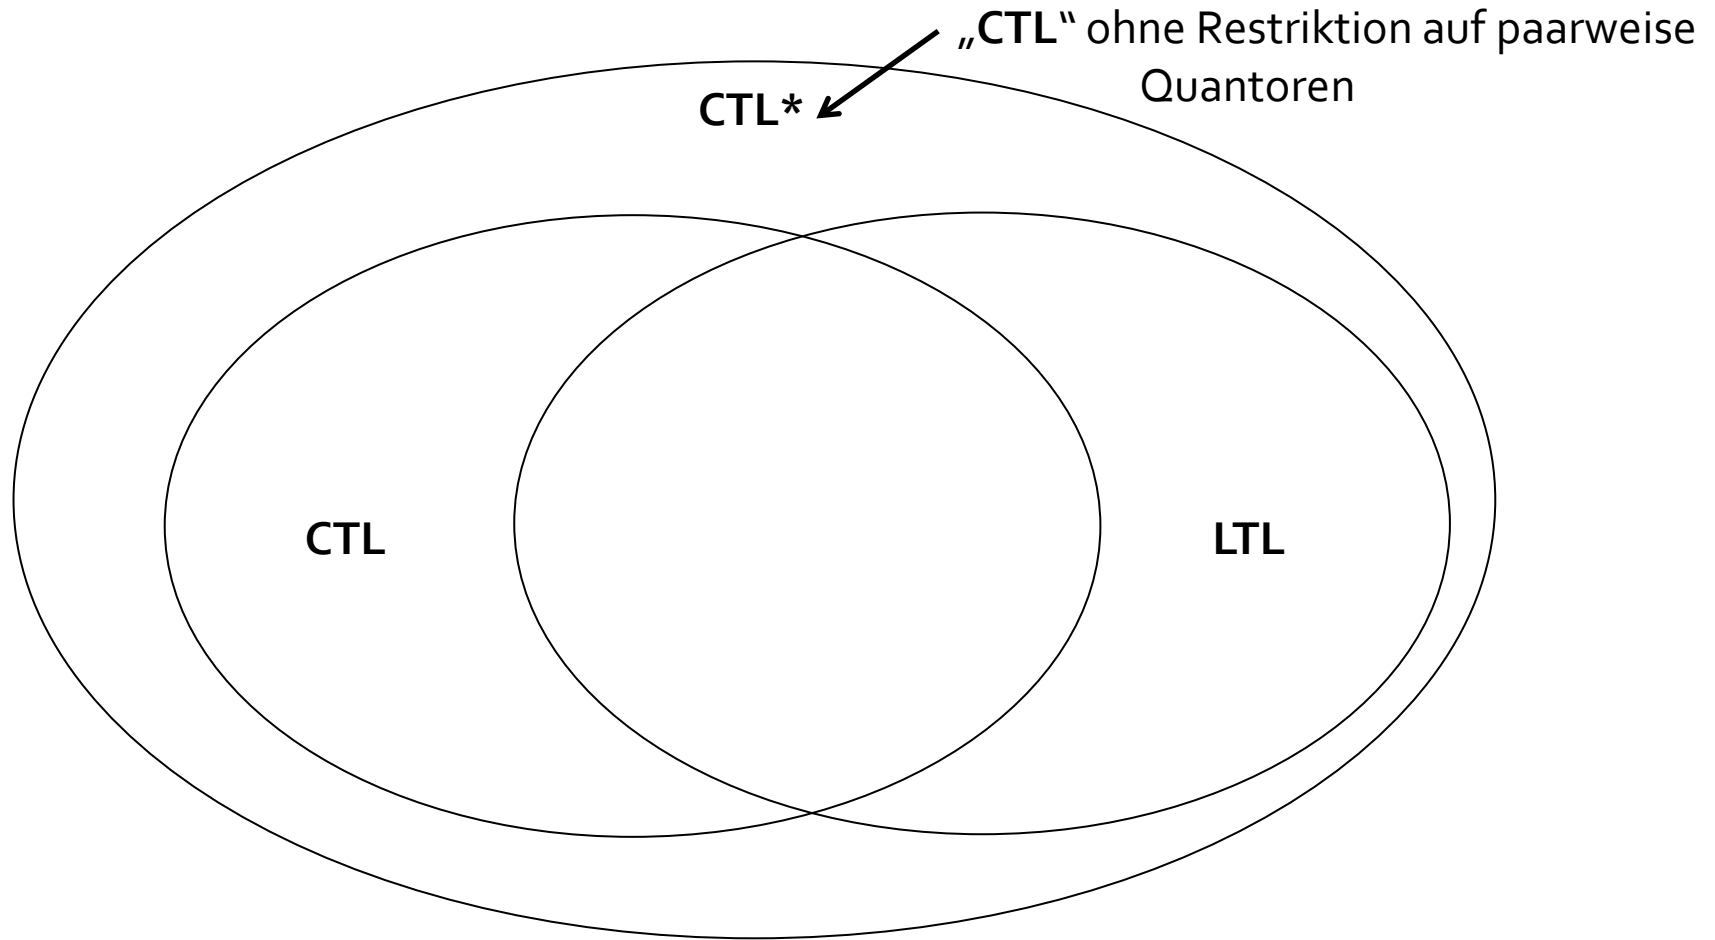 „CTL“ ohne Restriktion auf paarweise
Quantoren
CTL*
CTL
LTL